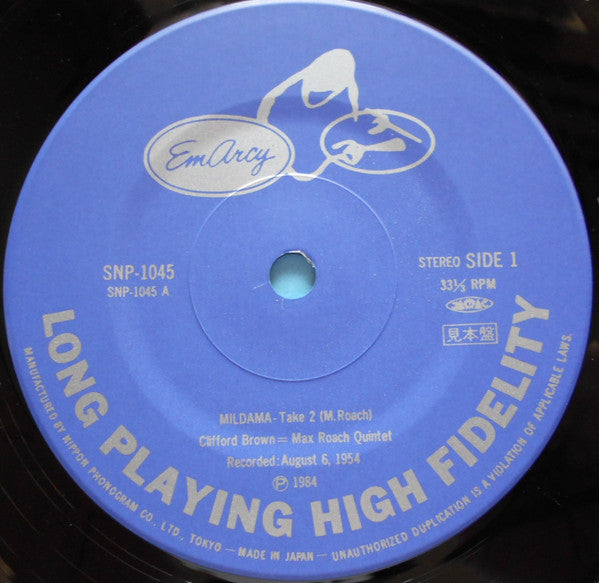 EmArcy
SNP-1045
SNP-1045 A
STEREO SIDE 1
33⅓ RPM
見本盤
MILDAMA - Take 2 (M.Roach)
Clifford Brown = Max Roach Quintet
Recorded: August 6, 1954
Ⓟ 1984
LONG PLAYING HIGH FIDELITY
MANUFACTURED BY NIPPON PHONOGRAM CO., LTD., TOKYO — MADE IN JAPAN — UNAUTHORIZED DUPLICATION IS A VIOLATION OF APPLICABLE LAWS.